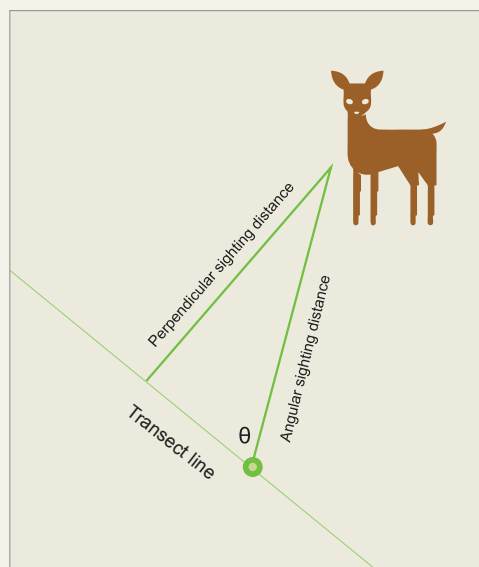 Perpendicular sighting distance
Angular sighting distance
θ
Transect line